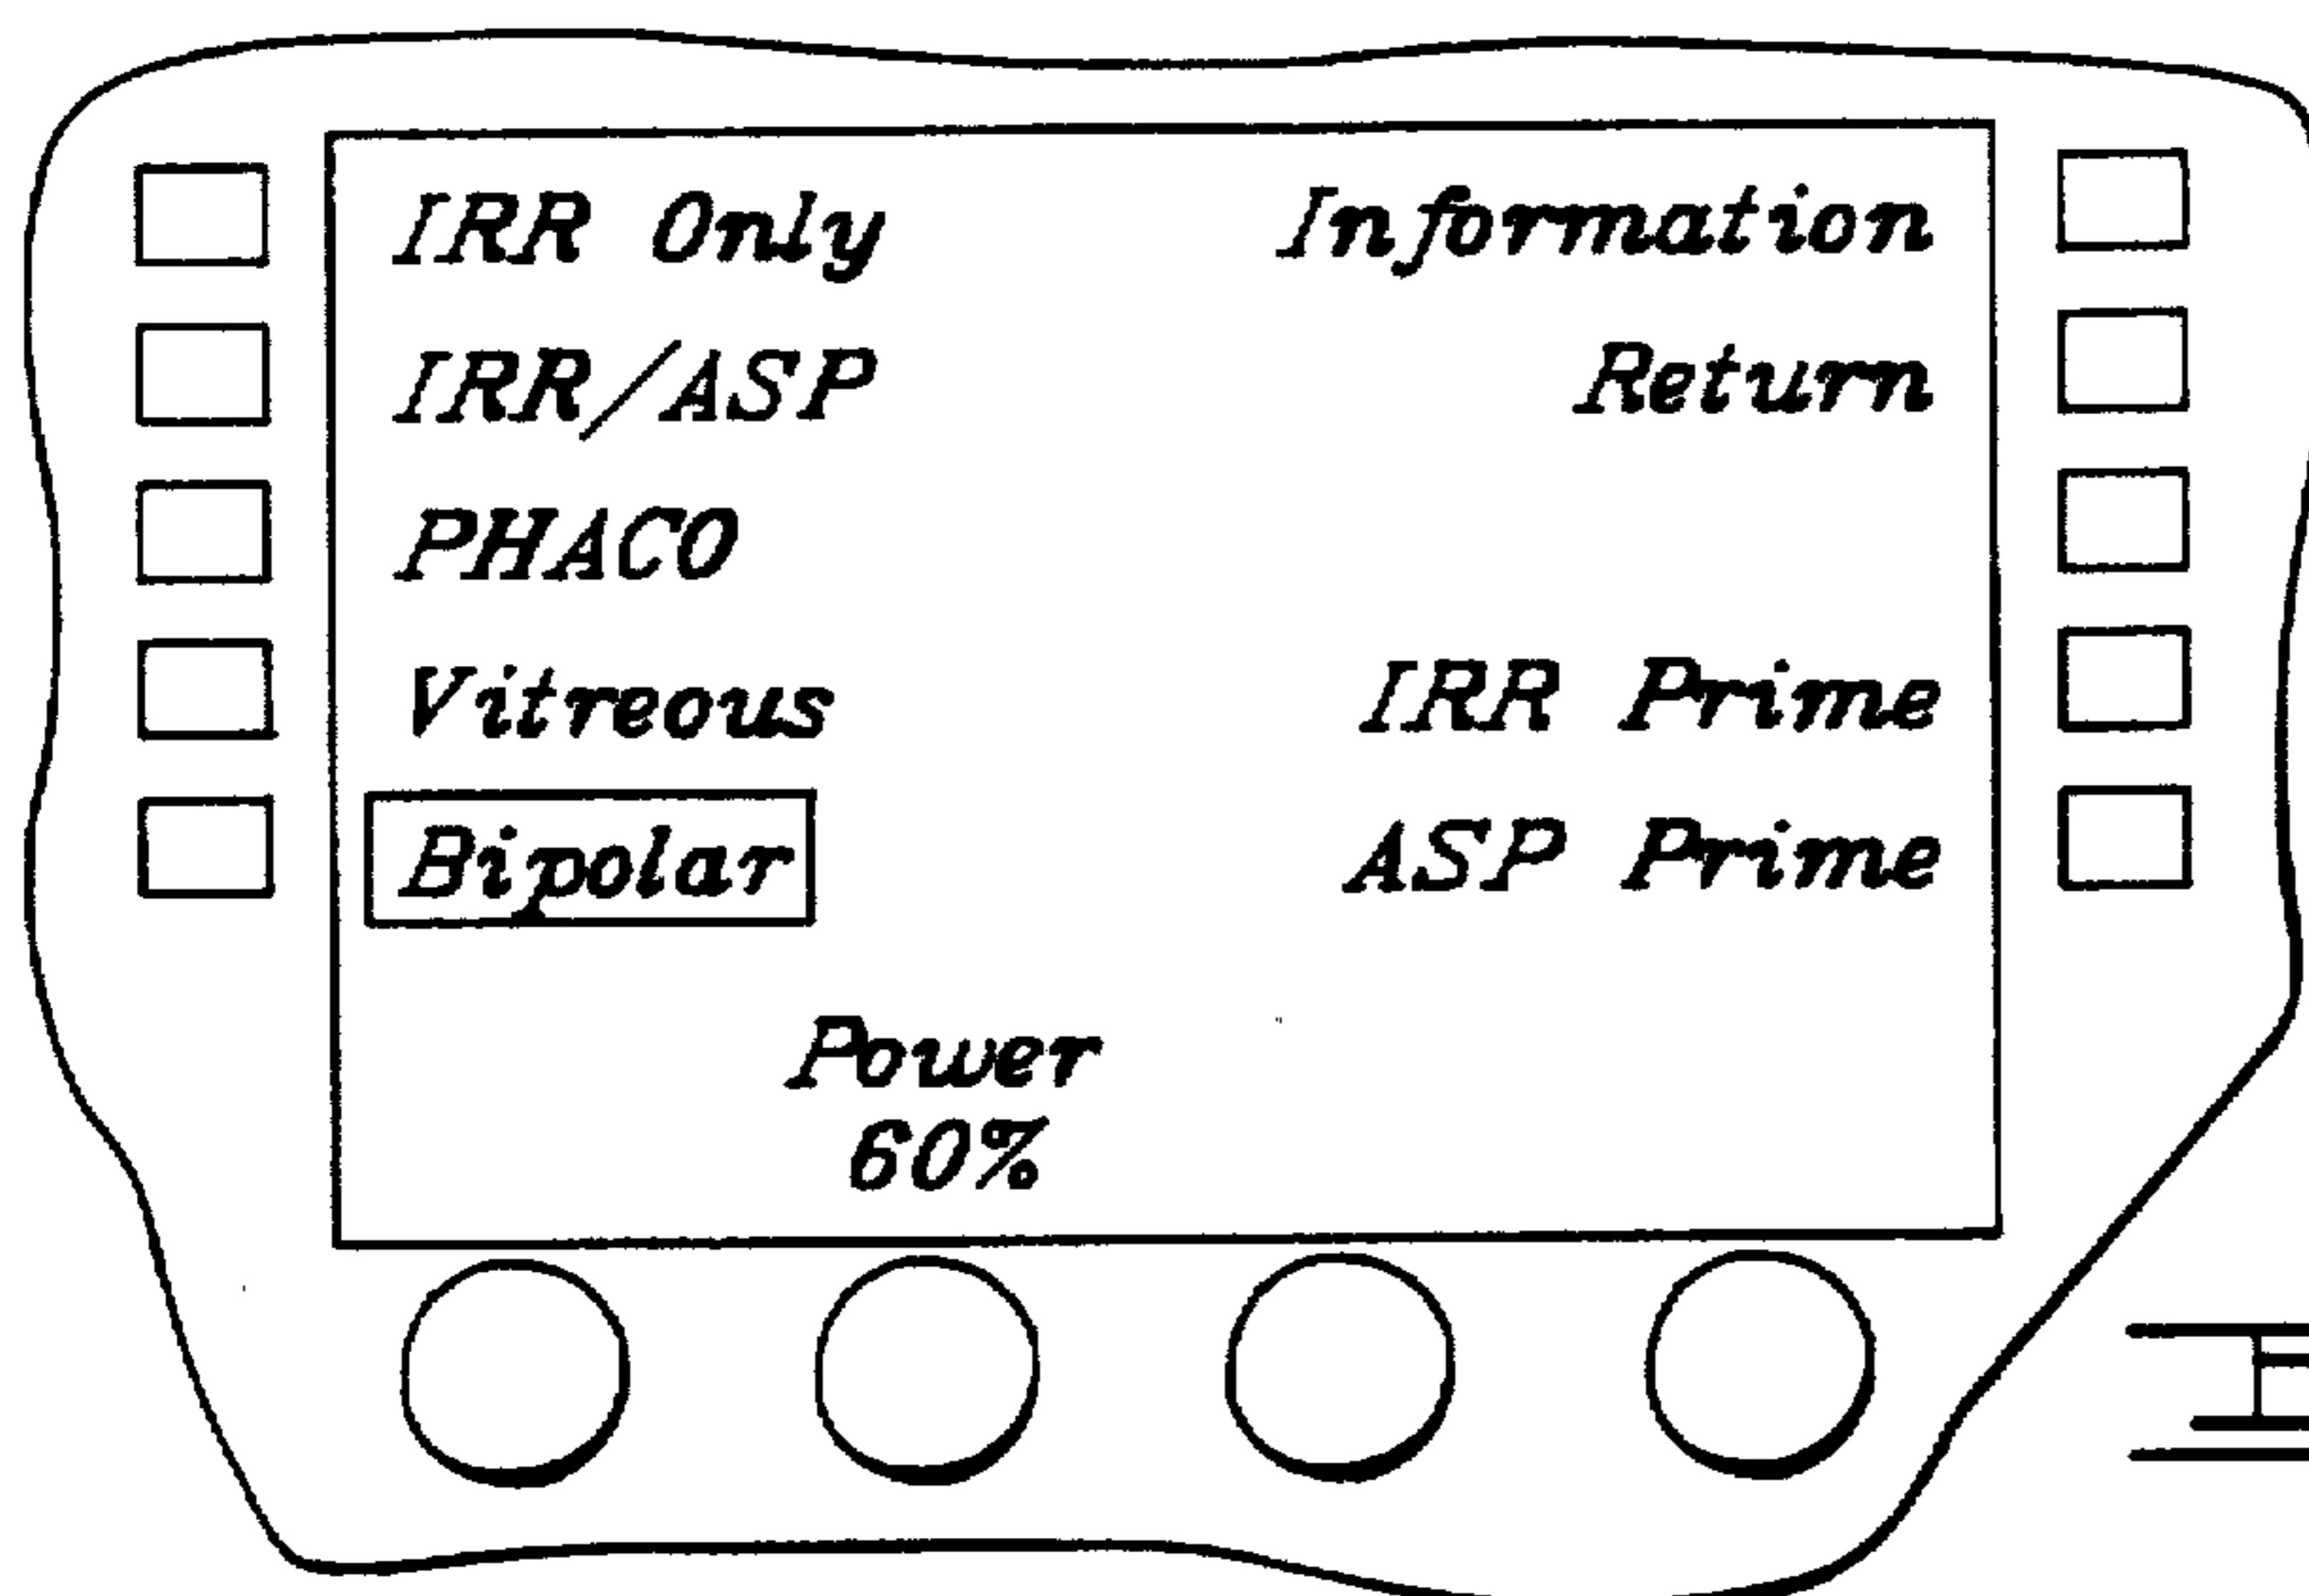 IRR Only
Information
IRR/ASP
Return
PHACO
Vitreous
IRR Prime
Bipolar
ASP Prime
Power
60%